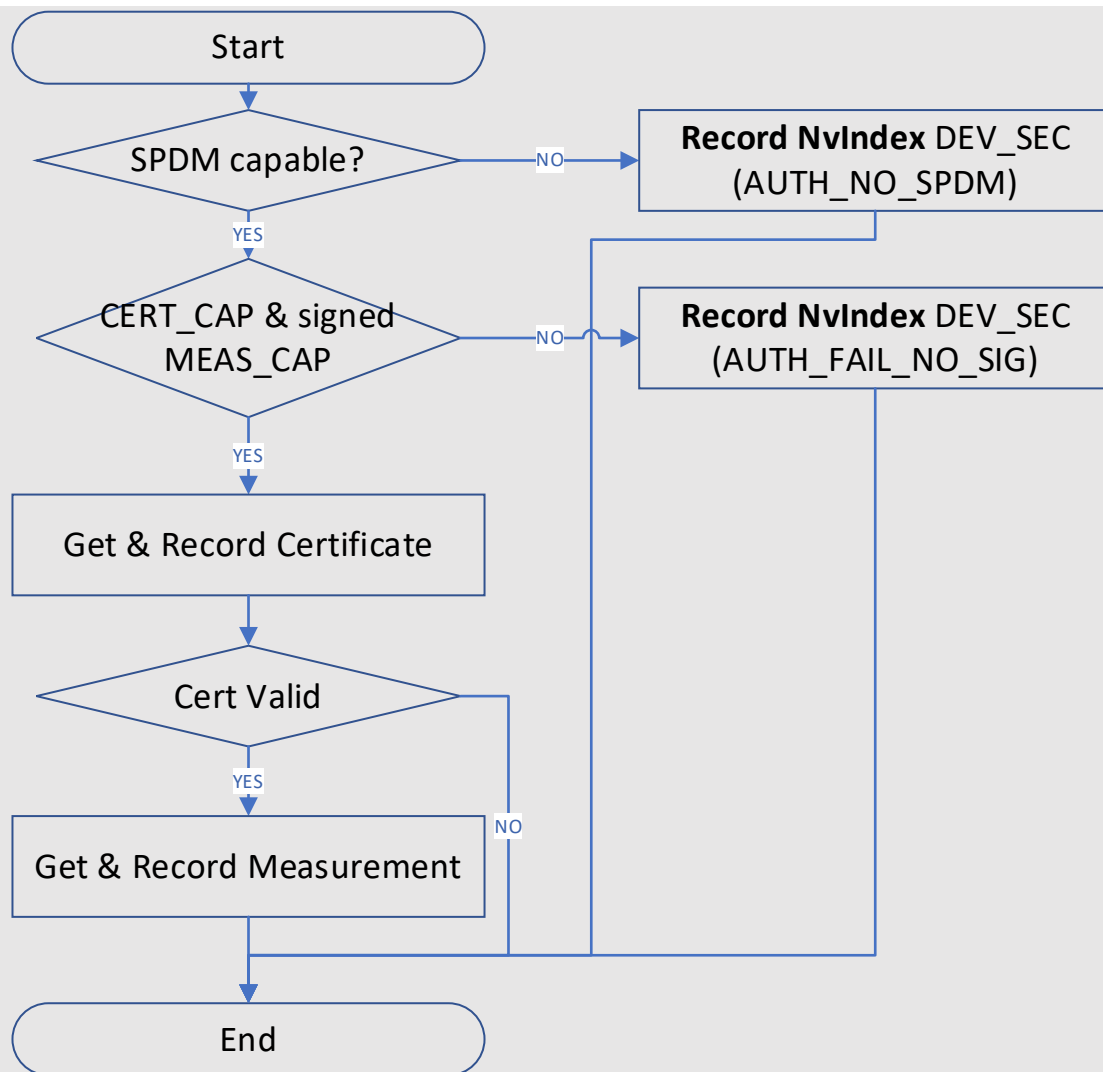 Start
SPDM capable?
NO
Record NvIndex DEV_SEC
(AUTH_NO_SPDM)
YES
CERT_CAP & signed
MEAS_CAP
NO
Record NvIndex DEV_SEC
(AUTH_FAIL_NO_SIG)
YES
Get & Record Certificate
Cert Valid
YES
NO
Get & Record Measurement
End